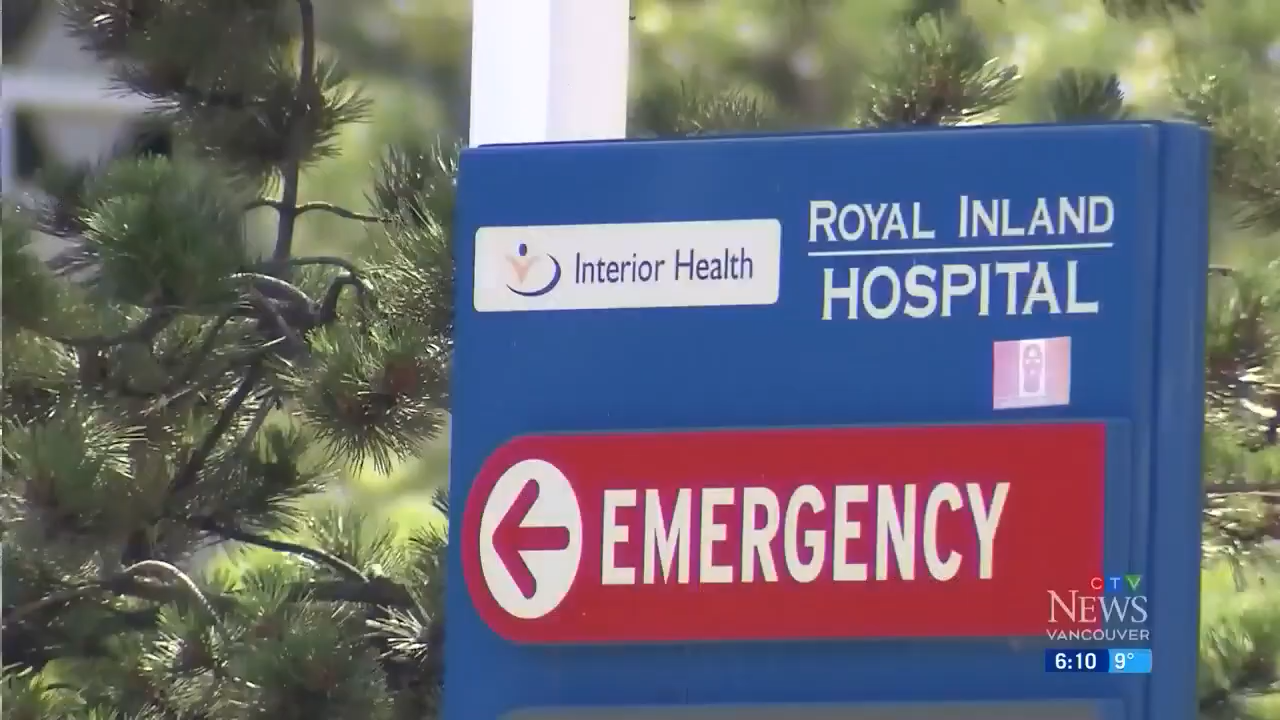 Interior Health
ROYAL INLAND
HOSPITAL
EMERGENCY
CTV
NEWS
VANCOUVER
6:10 9°